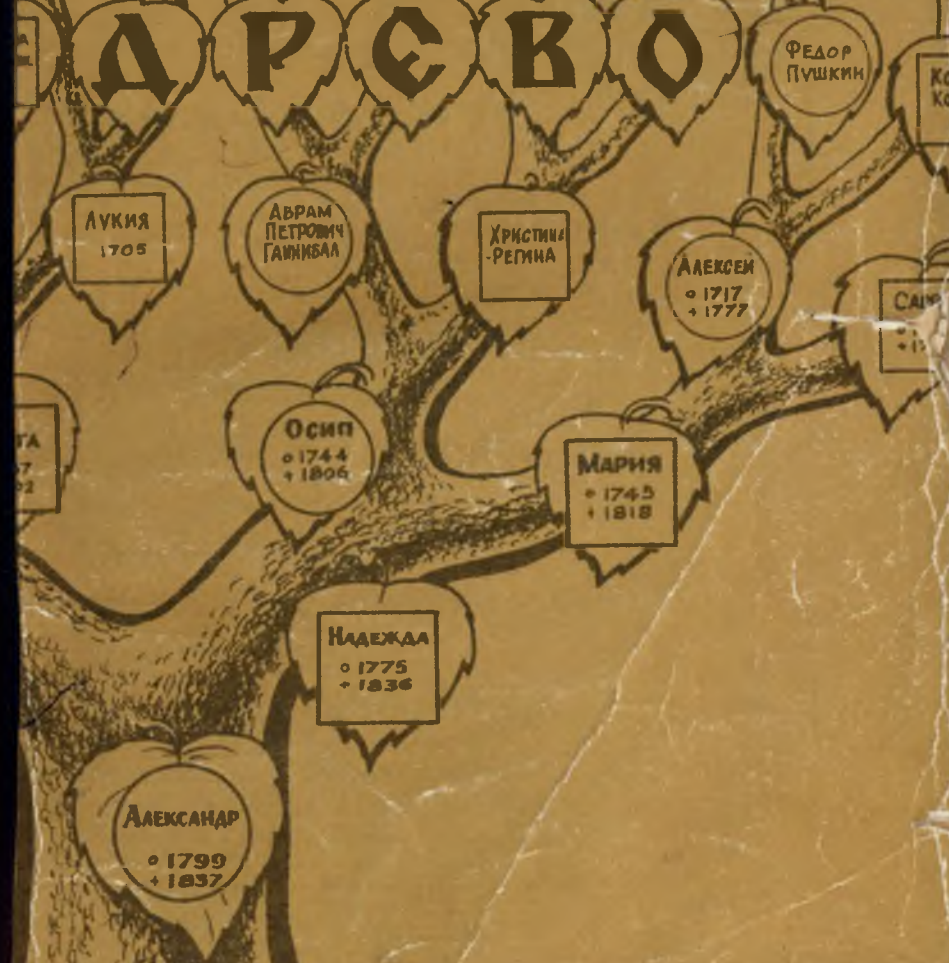 ДРЕВО
ФЕДОР
ПУШКИН
ЛУКИЯ
1705
АВРАМ
ПЕТРОВИЧ
ГАННИБАЛ
ХРИСТИНА
-РЕГИНА
АЛЕКСЕЙ
о 1717
+ 1777
ОСИП
о 1744
+ 1806
МАРИЯ
о 1745
+ 1818
НАДЕЖДА
о 1775
+ 1836
АЛЕКСАНДР
о 1799
+ 1837